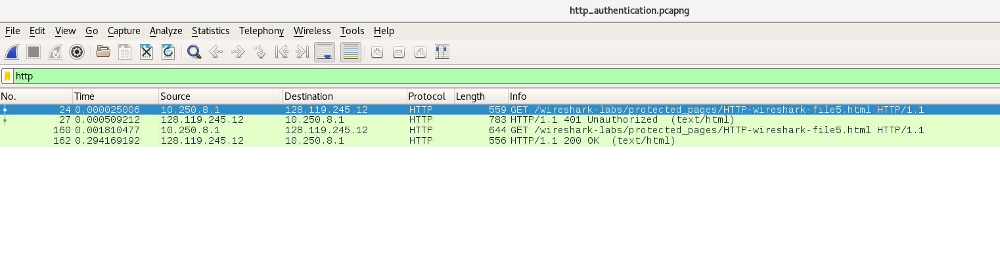 http_authentication.pcapng
File Edit View Go Capture Analyze Statistics Telephony Wireless Tools Help
http
No. Time Source Destination Protocol Length Info
24 0.000025006 10.250.8.1 128.119.245.12 HTTP 559 GET /wireshark-labs/protected_pages/HTTP-wireshark-file5.html HTTP/1.1
27 0.000509212 128.119.245.12 10.250.8.1 HTTP 783 HTTP/1.1 401 Unauthorized (text/html)
160 0.001810477 10.250.8.1 128.119.245.12 HTTP 644 GET /wireshark-labs/protected_pages/HTTP-wireshark-file5.html HTTP/1.1
162 0.294169192 128.119.245.12 10.250.8.1 HTTP 556 HTTP/1.1 200 OK (text/html)